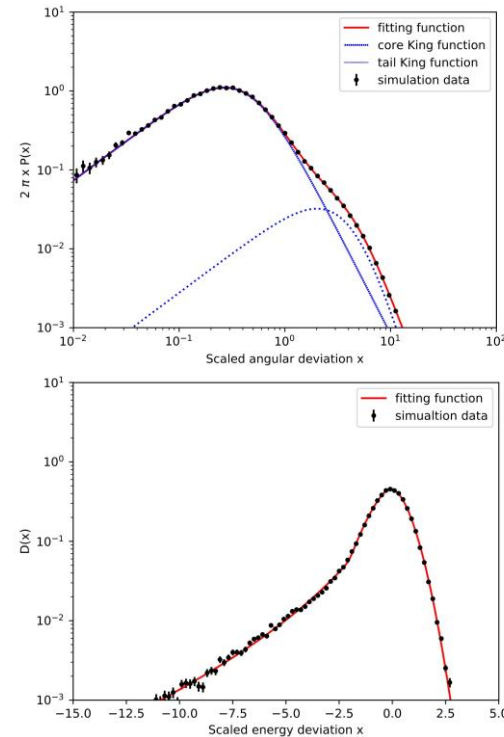 fitting function
core King function
tail King function
simulation data
2 π x P(x)
10¹
10⁰
10⁻¹
10⁻²
10⁻³
10⁻² 10⁻¹ 10⁰ 10¹ 10²
Scaled angular deviation x
fitting function
simualtion data
D(x)
10¹
10⁰
10⁻¹
10⁻²
10⁻³
−15.0 −12.5 −10.0 −7.5 −5.0 −2.5 0.0 2.5 5.0
Scaled energy deviation x